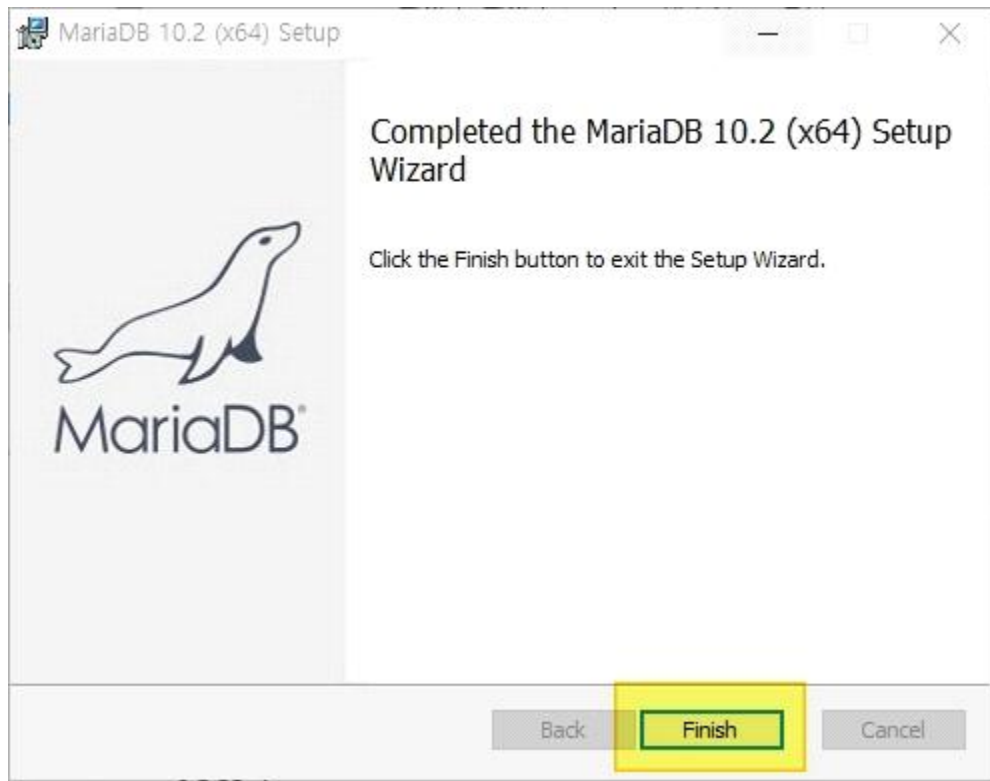 MariaDB 10.2 (x64) Setup
Completed the MariaDB 10.2 (x64) Setup
Wizard
Click the Finish button to exit the Setup Wizard.
MariaDB®
Back
Finish
Cancel